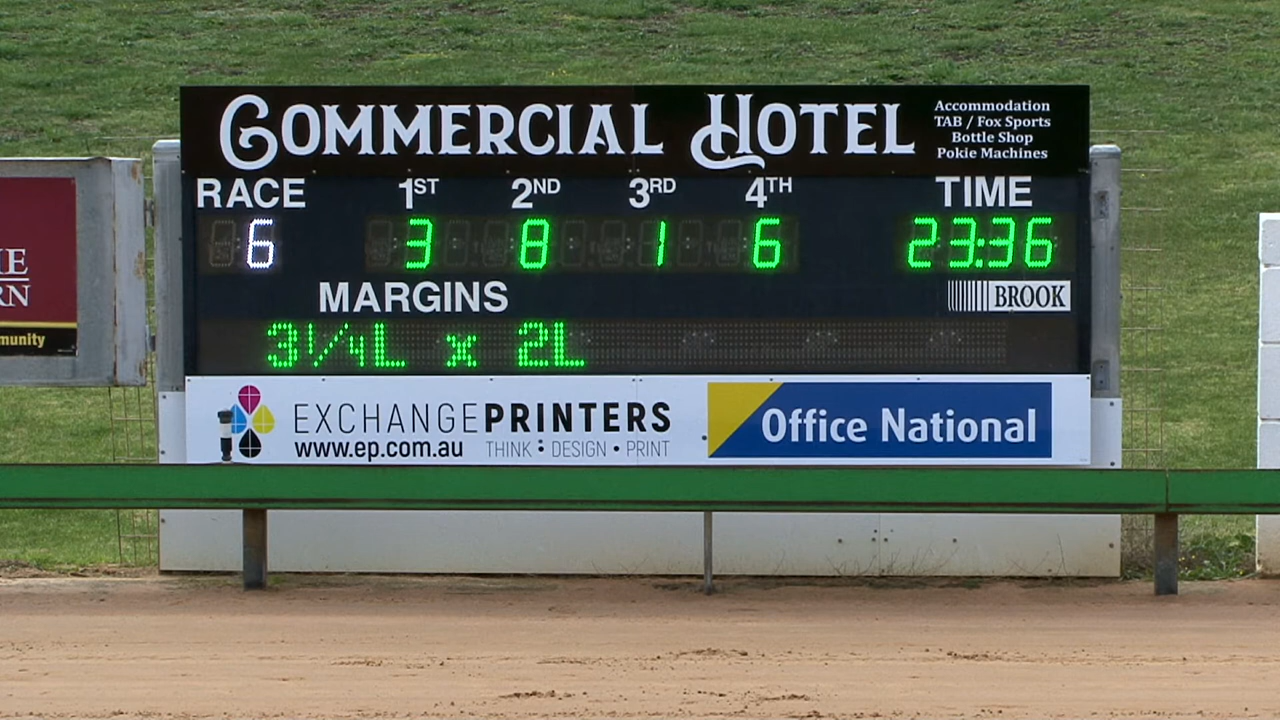 COMMERCIAL HOTEL
Accommodation
TAB / Fox Sports
Bottle Shop
Pokie Machines
RACE 1ST 2ND 3RD 4TH TIME
6 3 8 1 6 23:36
MARGINS
BROOK
3 1/4L x 2L
EXCHANGEPRINTERS
www.ep.com.au
THINK • DESIGN • PRINT
Office National
munity